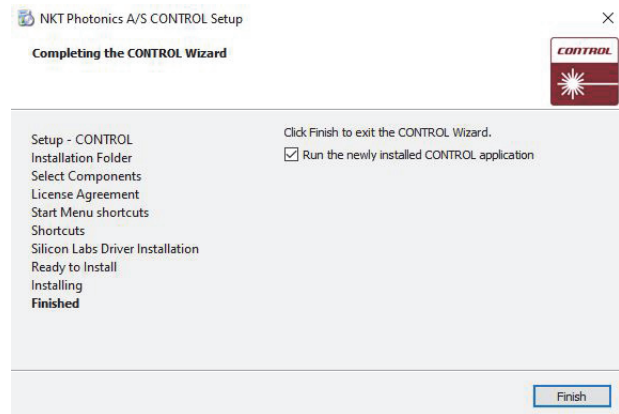 NKT Photonics A/S CONTROL Setup
Completing the CONTROL Wizard
CONTROL
Setup - CONTROL
Installation Folder
Select Components
License Agreement
Start Menu shortcuts
Shortcuts
Silicon Labs Driver Installation
Ready to Install
Installing
Finished
Click Finish to exit the CONTROL Wizard.
Run the newly installed CONTROL application
Finish